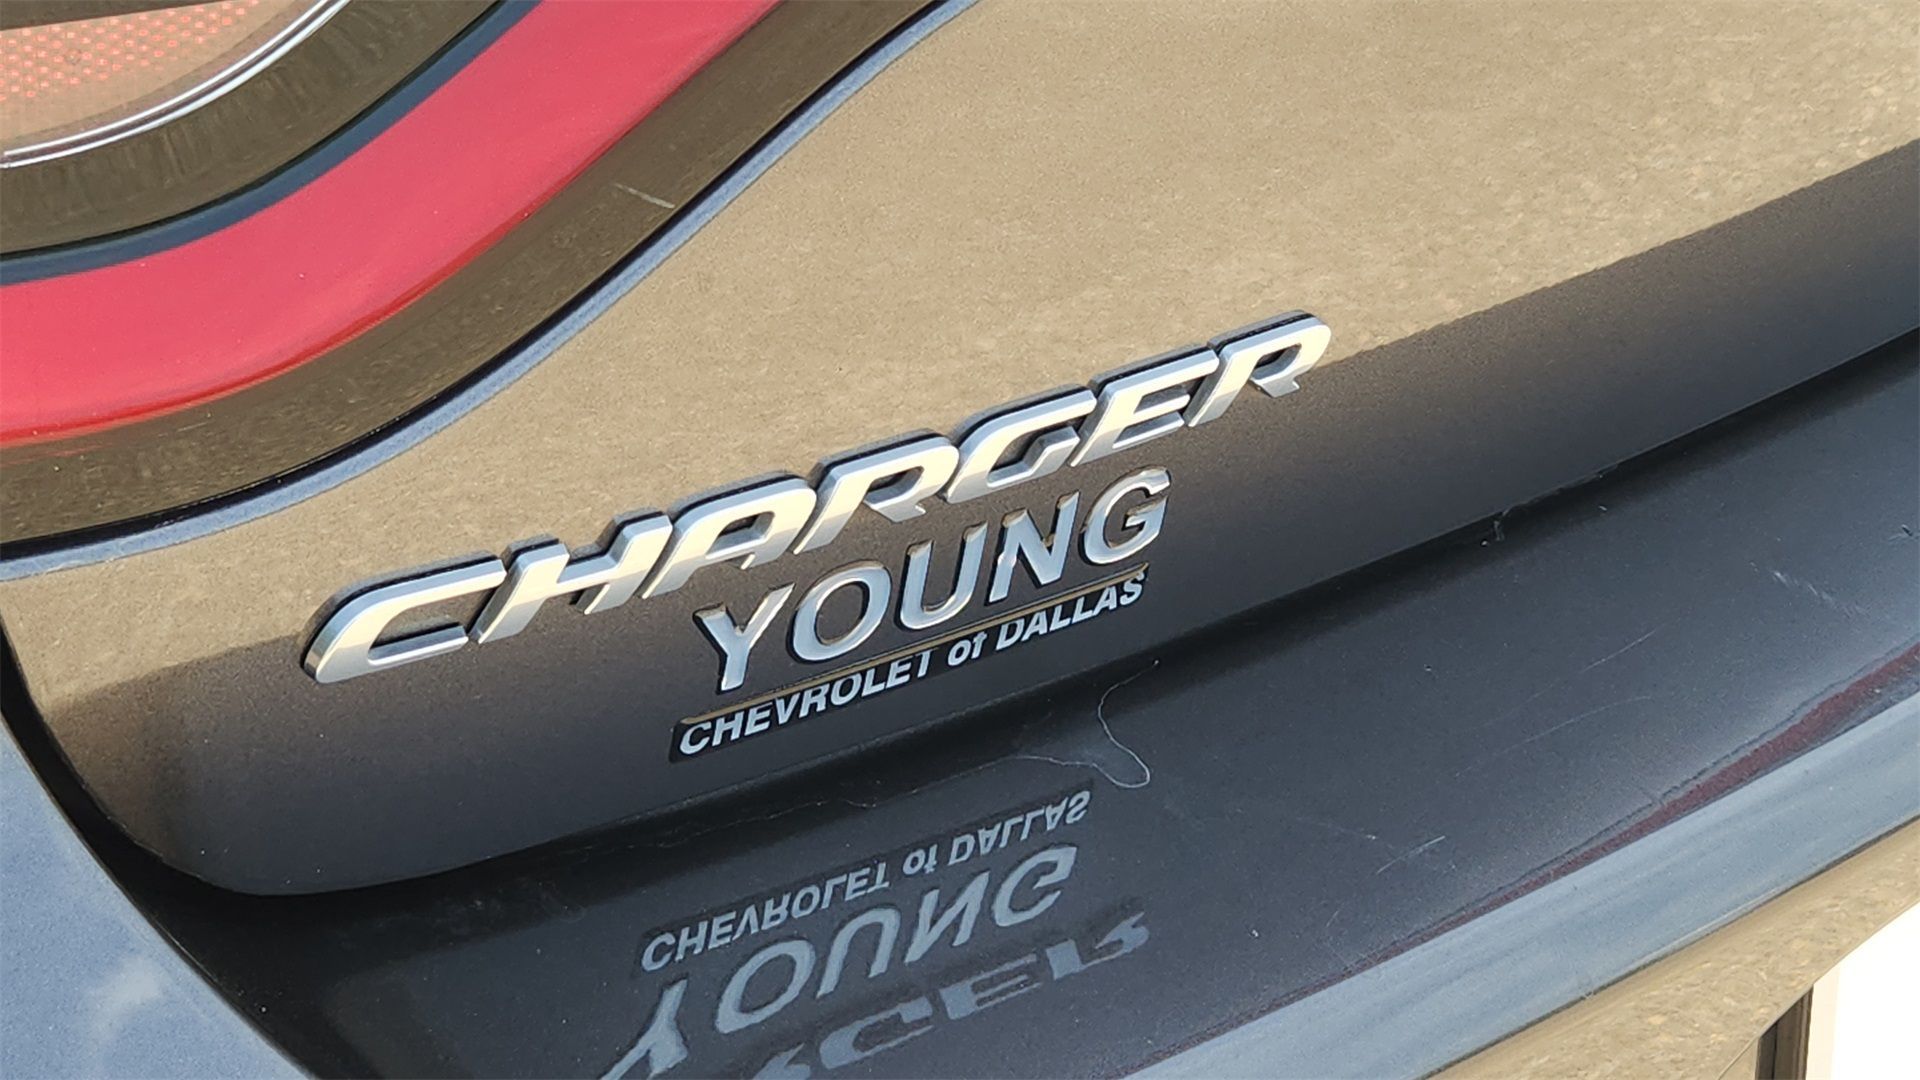 CHARGER
YOUNG
CHEVROLET of DALLAS